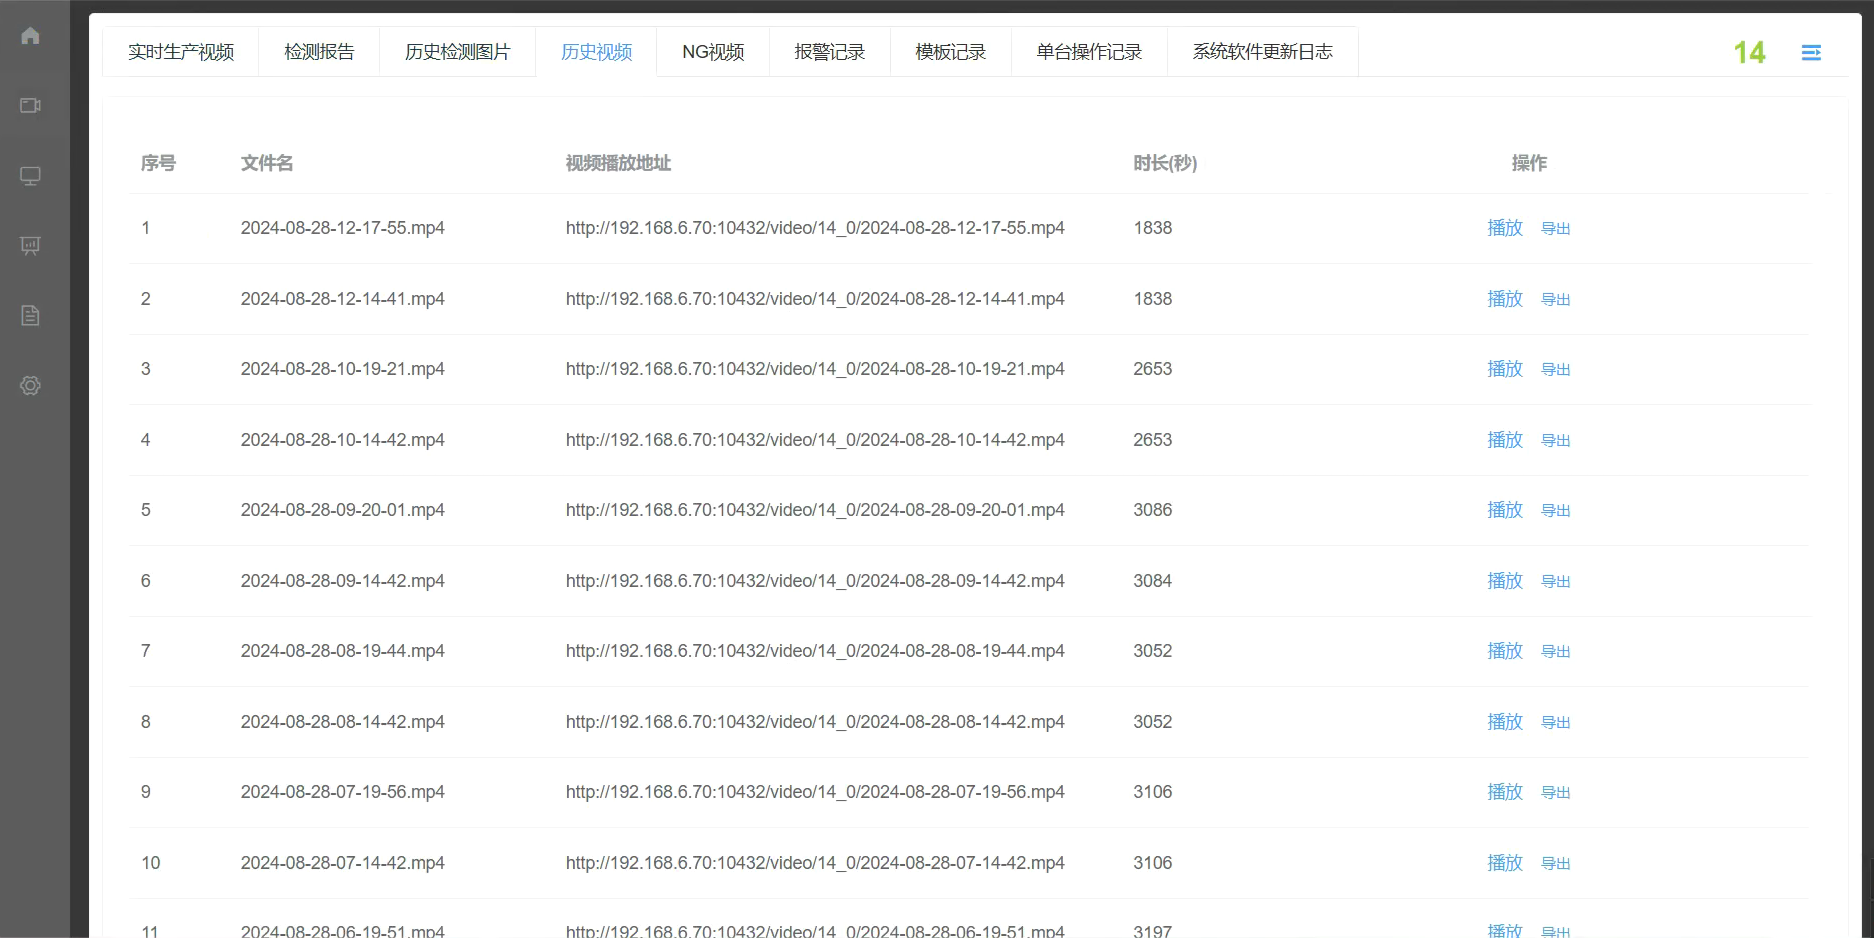 实时生产视频 检测报告 历史检测图片 历史视频 NG视频 报警记录 模板记录 单台操作记录 系统软件更新日志 14
序号 文件名 视频播放地址 时长(秒) 操作
1 2024-08-28-12-17-55.mp4 http://192.168.6.70:10432/video/14_0/2024-08-28-12-17-55.mp4 1838 播放 导出
2 2024-08-28-12-14-41.mp4 http://192.168.6.70:10432/video/14_0/2024-08-28-12-14-41.mp4 1838 播放 导出
3 2024-08-28-10-19-21.mp4 http://192.168.6.70:10432/video/14_0/2024-08-28-10-19-21.mp4 2653 播放 导出
4 2024-08-28-10-14-42.mp4 http://192.168.6.70:10432/video/14_0/2024-08-28-10-14-42.mp4 2653 播放 导出
5 2024-08-28-09-20-01.mp4 http://192.168.6.70:10432/video/14_0/2024-08-28-09-20-01.mp4 3086 播放 导出
6 2024-08-28-09-14-42.mp4 http://192.168.6.70:10432/video/14_0/2024-08-28-09-14-42.mp4 3084 播放 导出
7 2024-08-28-08-19-44.mp4 http://192.168.6.70:10432/video/14_0/2024-08-28-08-19-44.mp4 3052 播放 导出
8 2024-08-28-08-14-42.mp4 http://192.168.6.70:10432/video/14_0/2024-08-28-08-14-42.mp4 3052 播放 导出
9 2024-08-28-07-19-56.mp4 http://192.168.6.70:10432/video/14_0/2024-08-28-07-19-56.mp4 3106 播放 导出
10 2024-08-28-07-14-42.mp4 http://192.168.6.70:10432/video/14_0/2024-08-28-07-14-42.mp4 3106 播放 导出
11 2024-08-28-06-19-51.mp4 http://192.168.6.70:10432/video/14_0/2024-08-28-06-19-51.mp4 3197 播放 导出